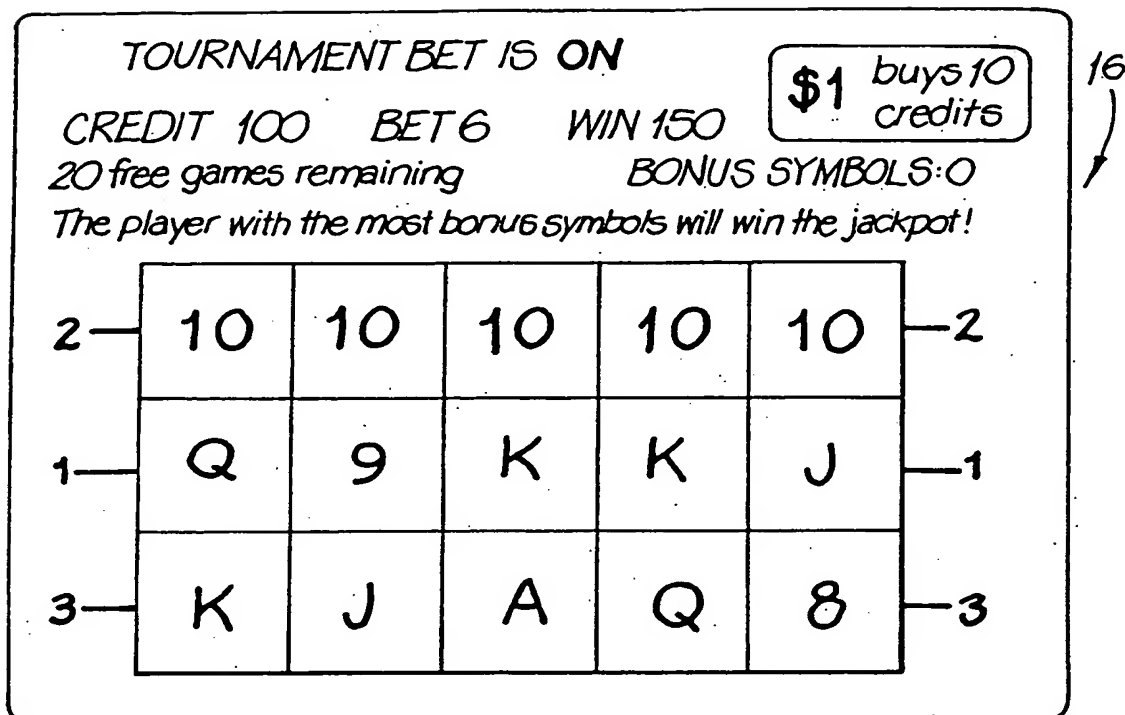 TOURNAMENT BET IS ON
$1 buys 10
credits
16
CREDIT 100 BET 6 WIN 150
20 free games remaining BONUS SYMBOLS:0
The player with the most bonus symbols will win the jackpot!
2 10 10 10 10 10 2
1 Q 9 K K J 1
3 K J A Q 8 3